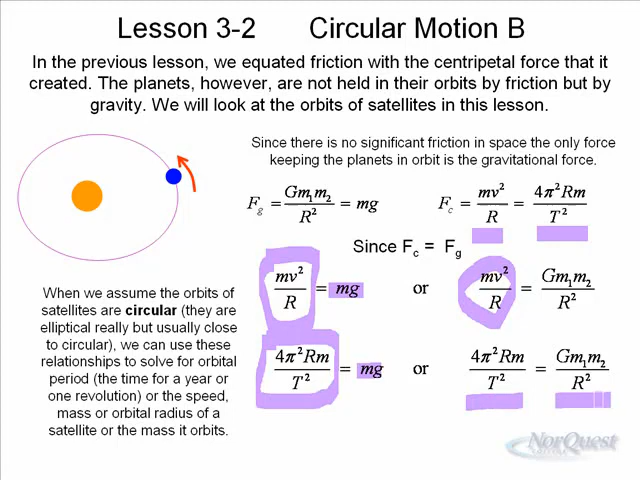 Lesson 3-2 Circular Motion B
In the previous lesson, we equated friction with the centripetal force that it
created. The planets, however, are not held in their orbits by friction but by
gravity. We will look at the orbits of satellites in this lesson.
Since there is no significant friction in space the only force
keeping the planets in orbit is the gravitational force.
F_g = Gm₁m₂/R² = mg F_c = mv²/R = 4π²Rm/T²
Since F_c = F_g
mv²/R = mg or mv²/R = Gm₁m₂/R²
4π²Rm/T² = mg or 4π²Rm/T² = Gm₁m₂/R²
When we assume the orbits of
satellites are circular (they are
elliptical really but usually close
to circular), we can use these
relationships to solve for orbital
period (the time for a year or
one revolution) or the speed,
mass or orbital radius of a
satellite or the mass it orbits.
NorQuest